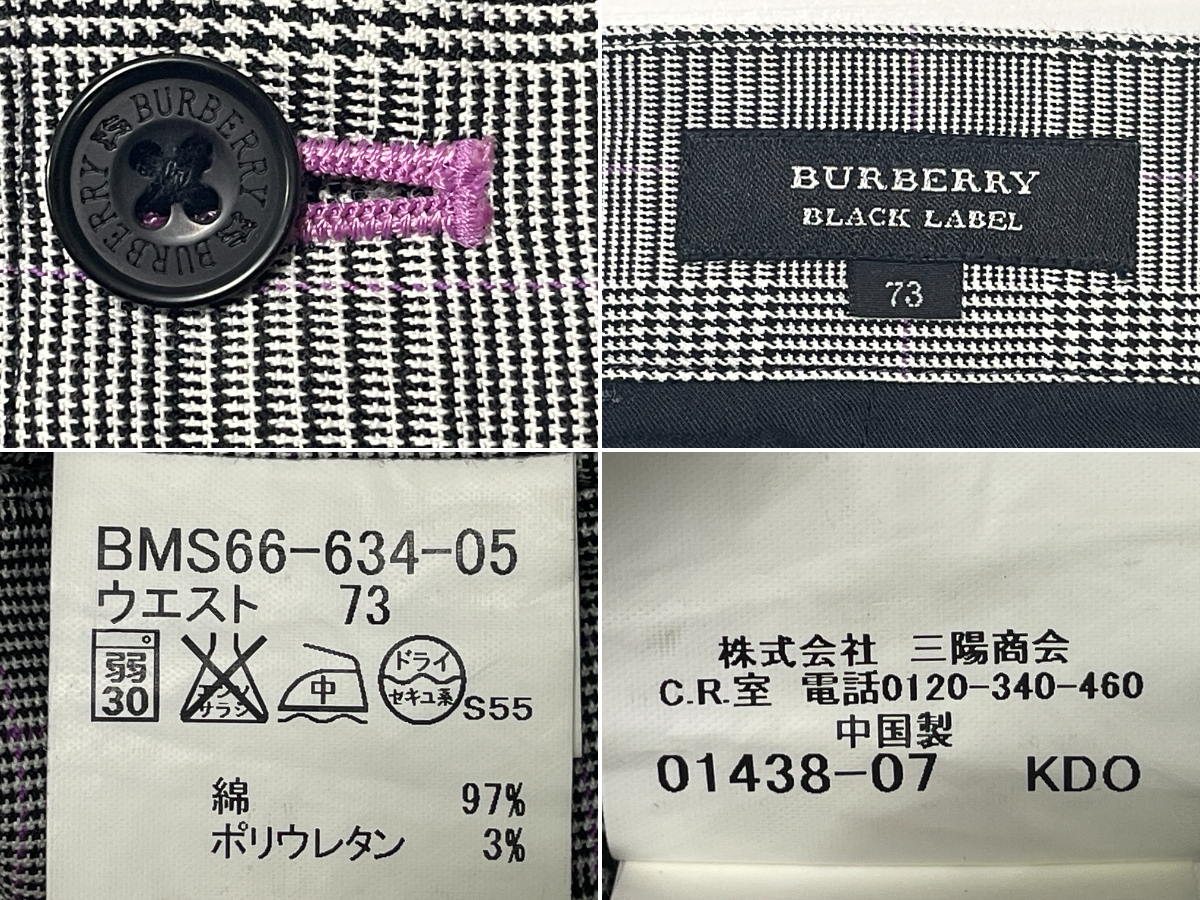 BURBERRY
BURBERRY
BURBERRY
BLACK LABEL
73
BMS66-634-05
ウエスト 73
弱
30
エンソ
サラシ
中
ドライ
セキユ系
S55
綿 97%
ポリウレタン 3%
株式会社 三陽商会
C.R.室 電話0120-340-460
中国製
01438-07 KDO